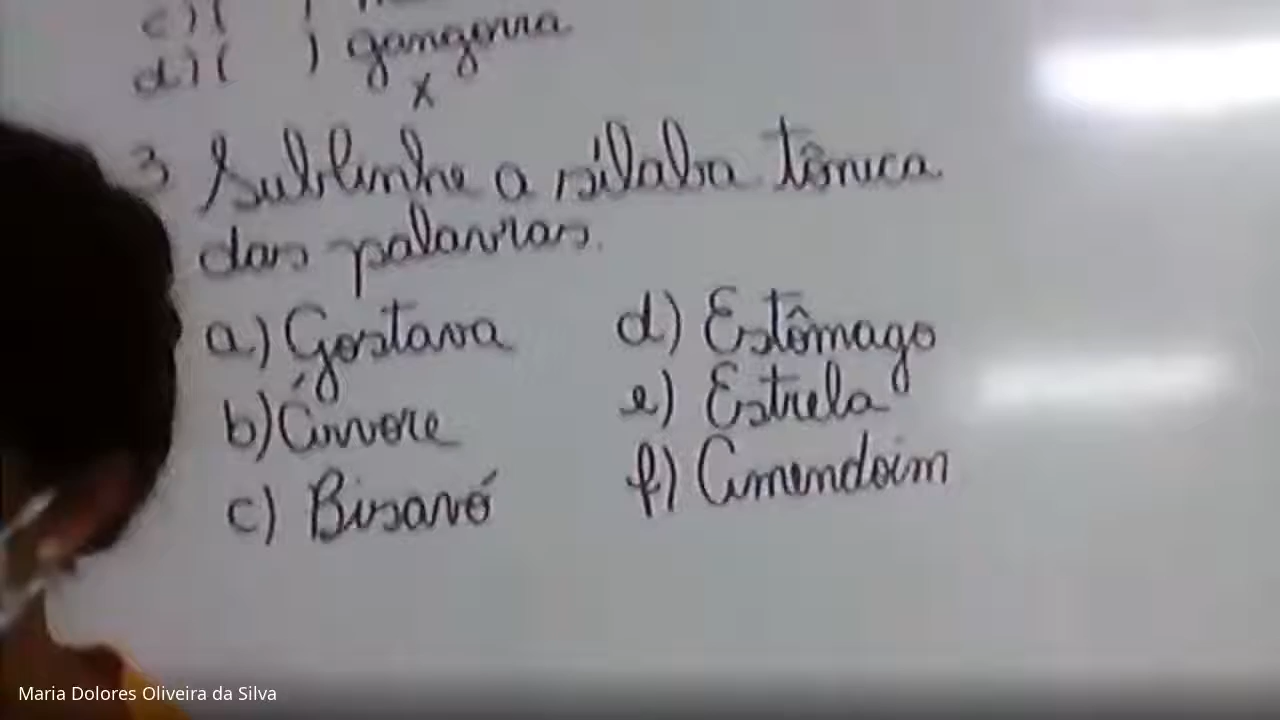 c) (
d) (    ) gangorra
x
3 Sublinhe a sílaba tônica
das palavras.
a) Gostava
b) Árvore
c) Bisavó
d) Estômago
e) Estrela
f) Amendoim
Maria Dolores Oliveira da Silva